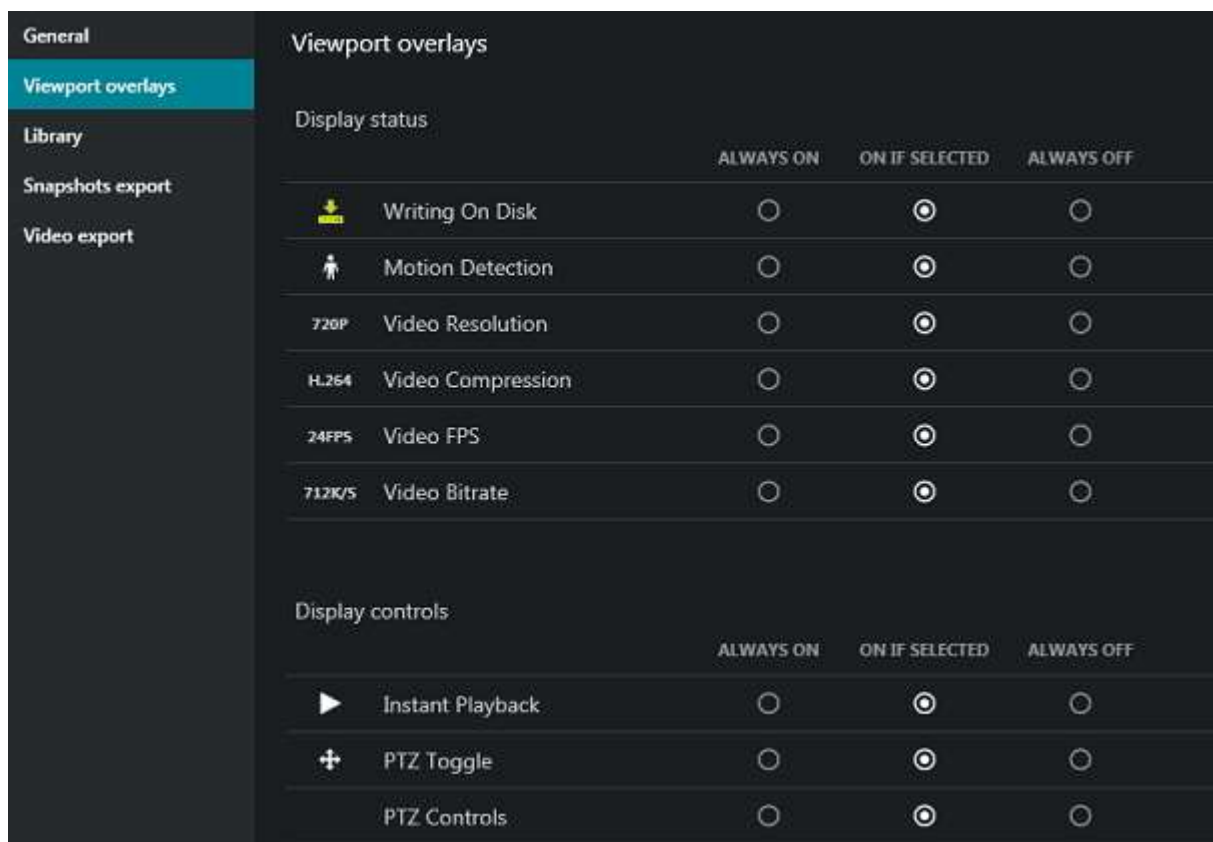 General
Viewport overlays
Library
Snapshots export
Video export
Viewport overlays
Display status
ALWAYS ON ON IF SELECTED ALWAYS OFF
Writing On Disk
Motion Detection
720P Video Resolution
H.264 Video Compression
24FPS Video FPS
712K/S Video Bitrate
Display controls
ALWAYS ON ON IF SELECTED ALWAYS OFF
Instant Playback
PTZ Toggle
PTZ Controls